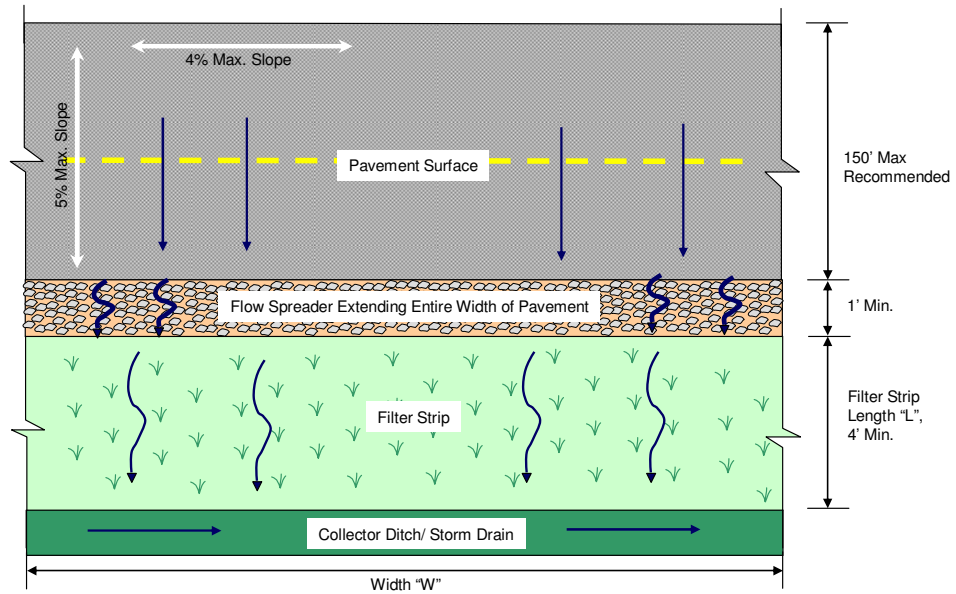 4% Max. Slope
5% Max. Slope
Pavement Surface
150’ Max
Recommended
Flow Spreader Extending Entire Width of Pavement
1’ Min.
Filter Strip
Filter Strip
Length “L”,
4’ Min.
Collector Ditch/ Storm Drain
Width “W”